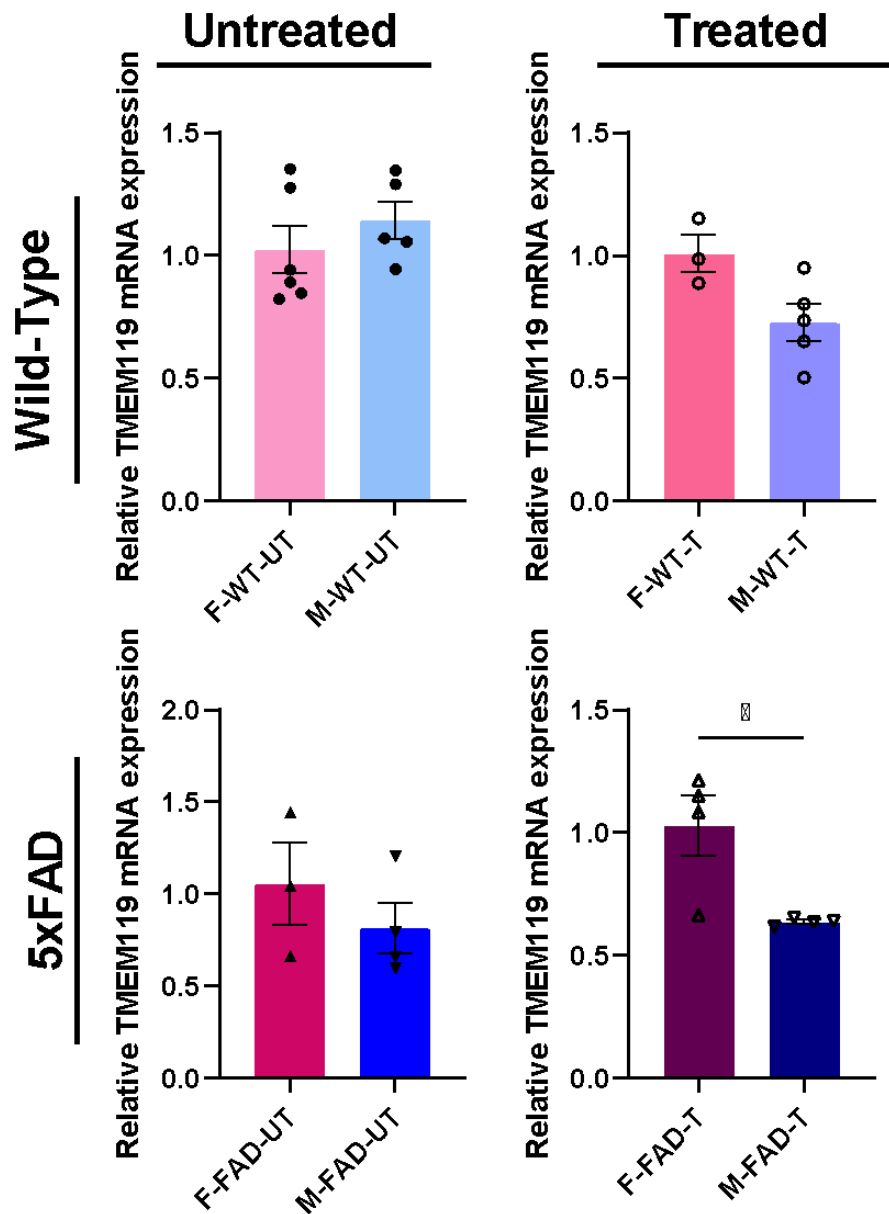 Untreated
Treated
Wild-Type
Relative TMEM119 mRNA expression
1.5
1.0
0.5
0.0
F-WT-UT
M-WT-UT
Relative TMEM119 mRNA expression
1.5
1.0
0.5
0.0
F-WT-T
M-WT-T
5xFAD
Relative TMEM119 mRNA expression
2.0
1.5
1.0
0.5
0.0
F-FAD-UT
M-FAD-UT
Relative TMEM119 mRNA expression
1.5
1.0
0.5
0.0
F-FAD-T
M-FAD-T